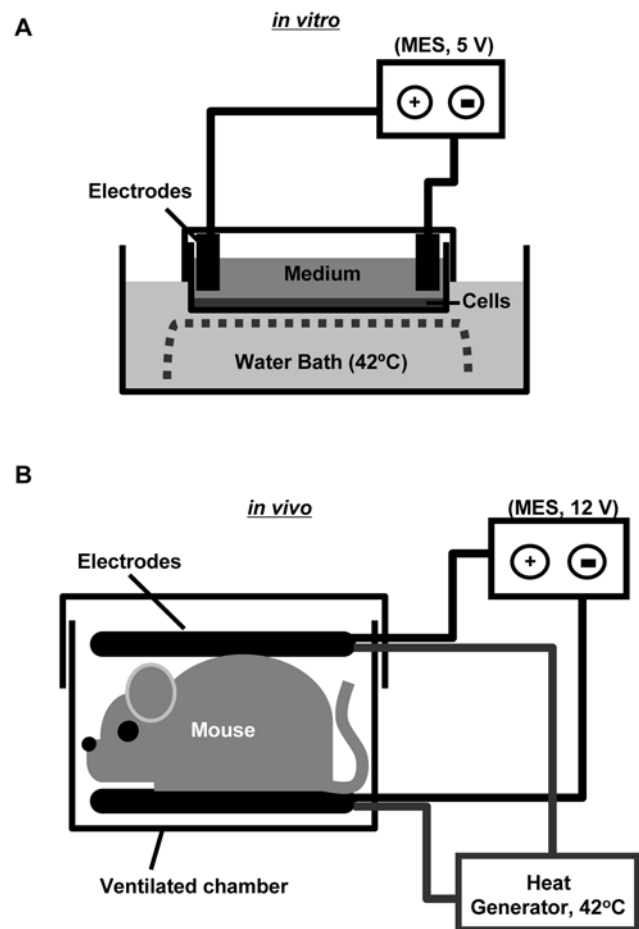 A
in vitro
(MES, 5 V)
+
Electrodes
Medium
Cells
Water Bath (42ºC)
B
in vivo
(MES, 12 V)
+
Electrodes
Mouse
Ventilated chamber
Heat
Generator, 42ºC